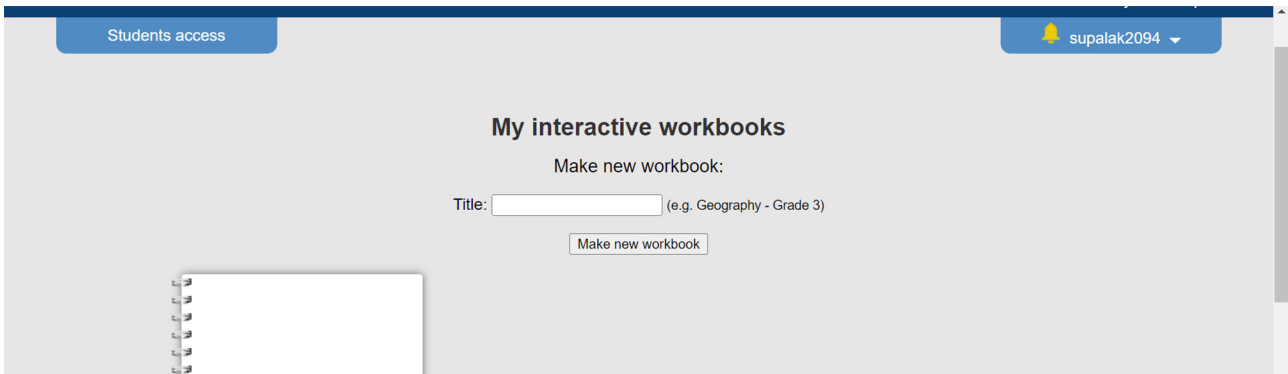 Students access
supalak2094
My interactive workbooks
Make new workbook:
Title: (e.g. Geography - Grade 3)
Make new workbook